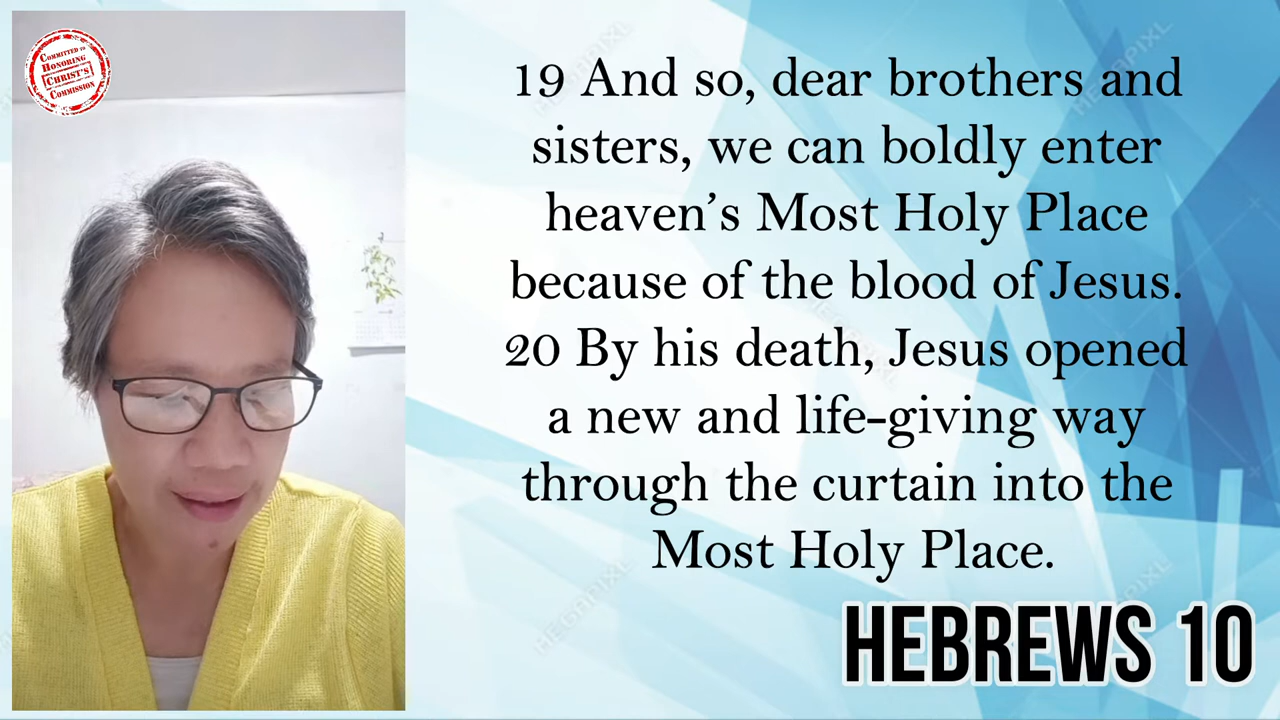 COMMITTED TO
HONORING
CHRIST'S
COMMISSION
19 And so, dear brothers and
sisters, we can boldly enter
heaven’s Most Holy Place
because of the blood of Jesus.
20 By his death, Jesus opened
a new and life-giving way
through the curtain into the
Most Holy Place.
HEBREWS 10